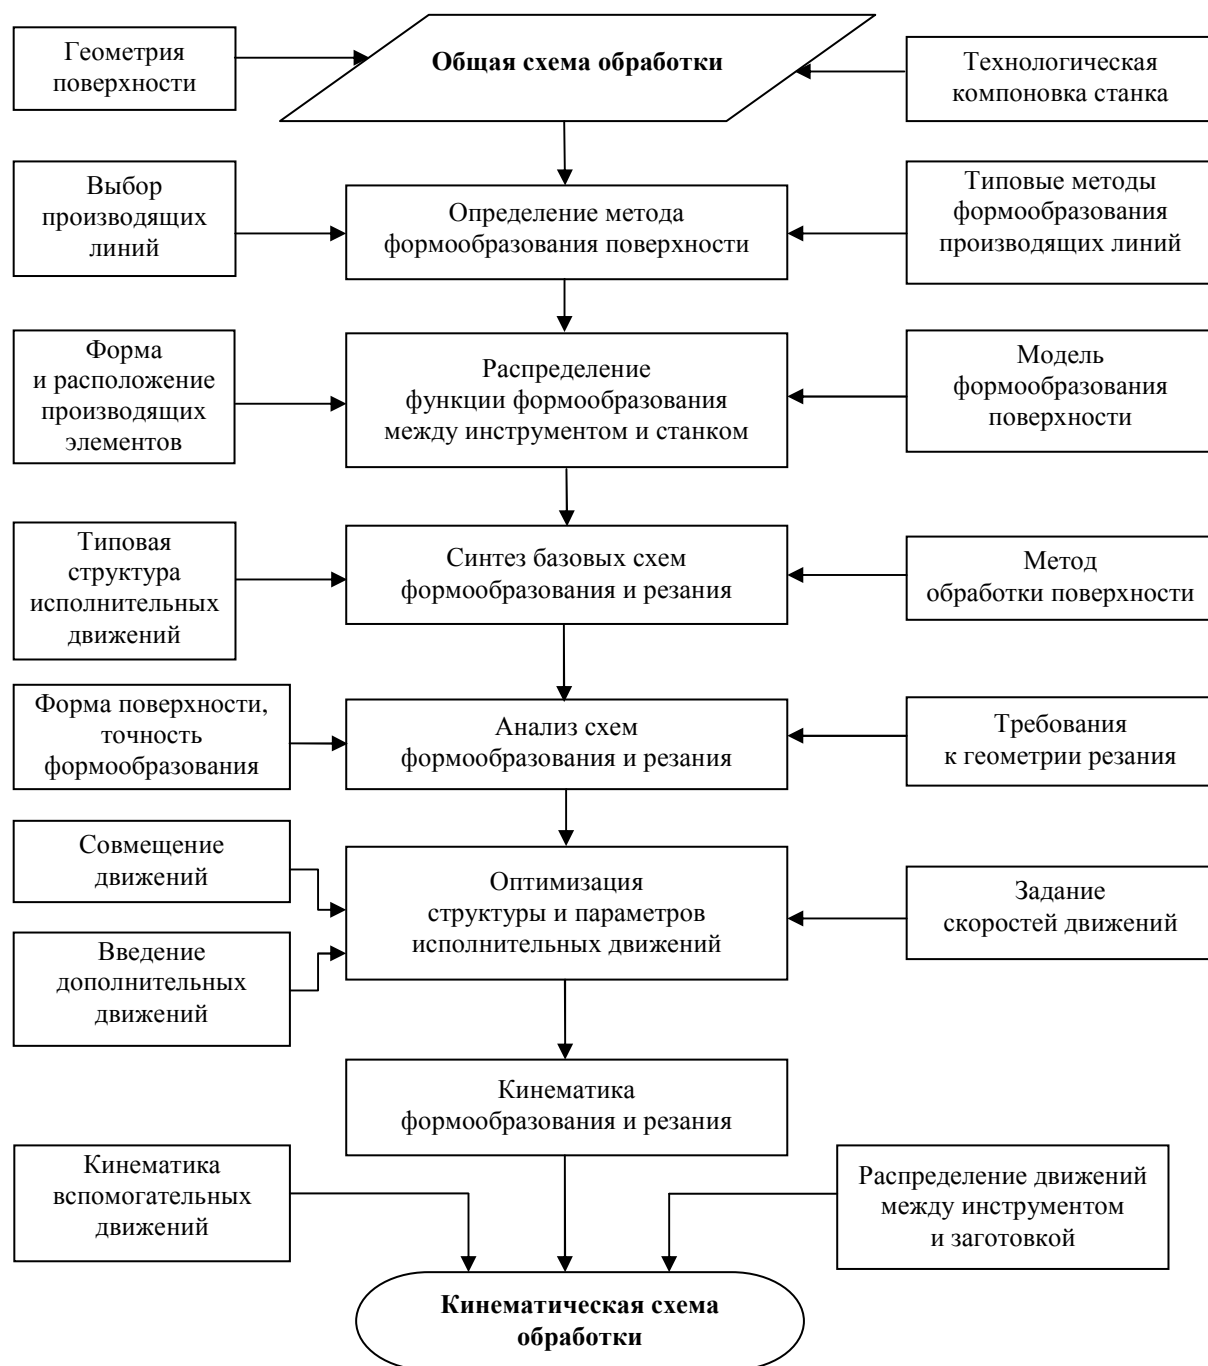 Геометрия
поверхности
Общая схема обработки
Технологическая
компоновка станка
Выбор
производящих
линий
Определение метода
формообразования поверхности
Типовые методы
формообразования
производящих линий
Форма
и расположение
производящих
элементов
Распределение
функции формообразования
между инструментом и станком
Модель
формообразования
поверхности
Типовая
структура
исполнительных
движений
Синтез базовых схем
формообразования и резания
Метод
обработки поверхности
Форма поверхности,
точность
формообразования
Анализ схем
формообразования и резания
Требования
к геометрии резания
Совмещение
движений
Введение
дополнительных
движений
Оптимизация
структуры и параметров
исполнительных движений
Задание
скоростей движений
Кинематика
формообразования и резания
Кинематика
вспомогательных
движений
Распределение движений
между инструментом
и заготовкой
Кинематическая схема
обработки